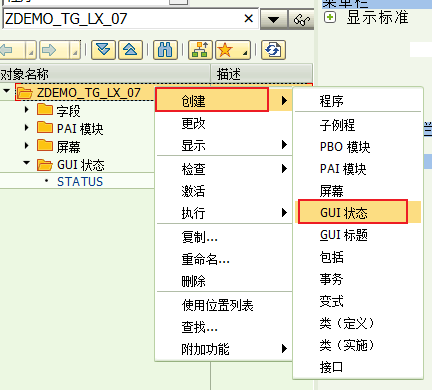 ZDEMO_TG_LX_07
显示标准
对象名称 描述
ZDEMO_TG_LX_07
字段
PAI 模块
屏幕
GUI 状态
STATUS
创建
更改
显示
检查
激活
执行
复制...
重命名...
删除
使用位置列表
查找...
附加功能
程序
子例程
PBO 模块
PAI 模块
屏幕
GUI 状态
GUI 标题
包括
事务
变式
类（定义）
类（实施）
接口